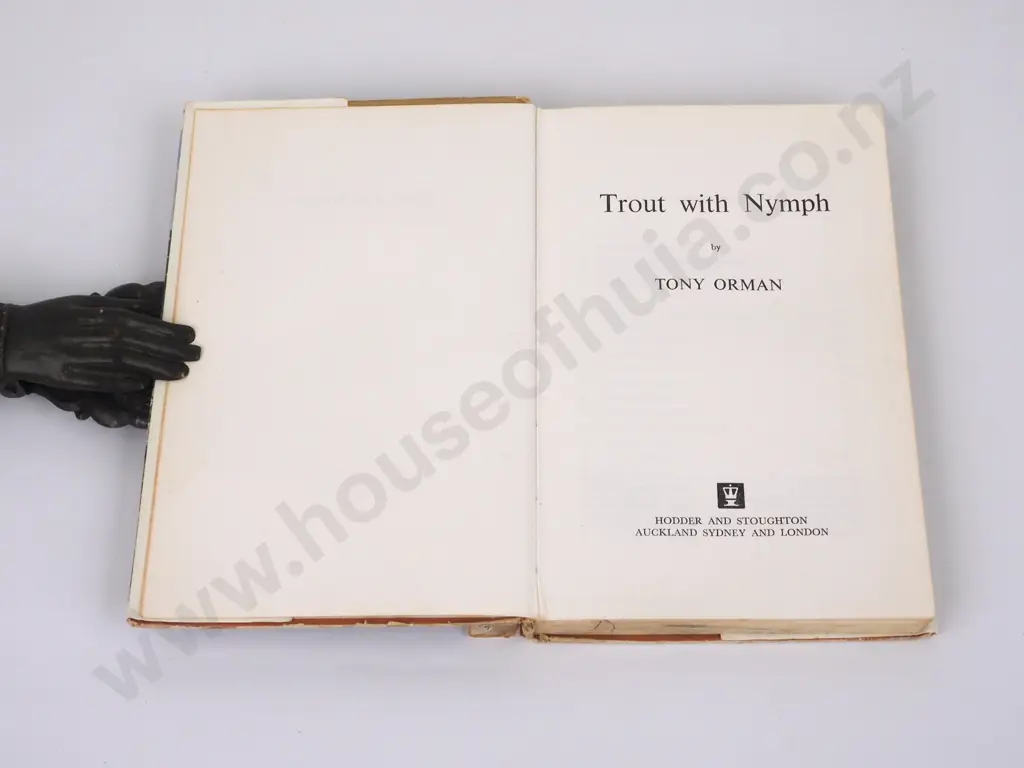 Trout with Nymph
by
TONY ORMAN
HODDER AND STOUGHTON
AUCKLAND SYDNEY AND LONDON
www.houseofhuia.co.nz